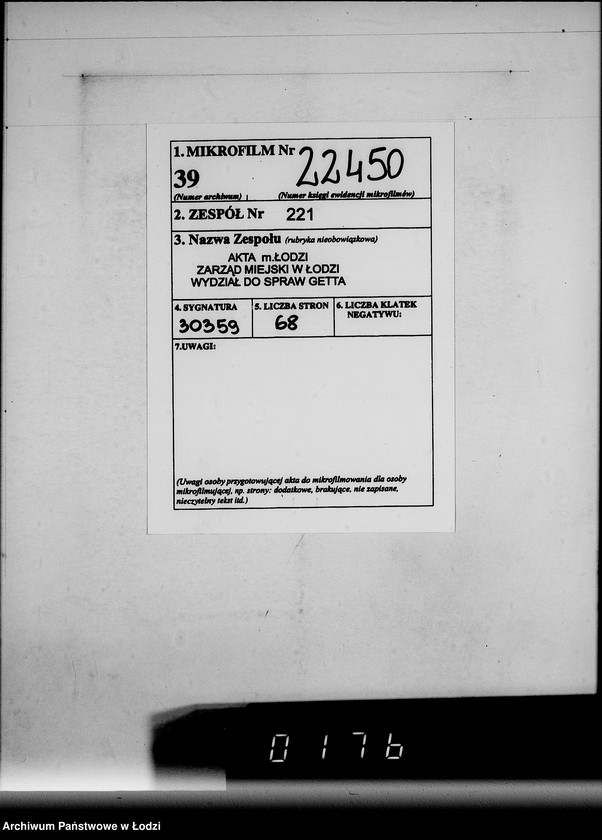 1. MIKROFILM Nr 22450
39
(Numer archiwum) (Numer księgi ewidencji mikrofilmów)
2. ZESPÓŁ Nr 221
3. Nazwa Zespołu (rubryka nieobowiązkowa)
AKTA m.ŁODZI
ZARZĄD MIEJSKI W ŁODZI
WYDZIAŁ DO SPRAW GETTA
4. SYGNATURA 5. LICZBA STRON 6. LICZBA KLATEK
NEGATYWU:
30359 68
7.UWAGI:
(Uwagi osoby przygotowującej akta do mikrofilmowania dla osoby
mikrofilmującej, np. strony: dodatkowe, brakujące, nie zapisane,
nieczytelny tekst itd.)
0176
Archiwum Państwowe w Łodzi